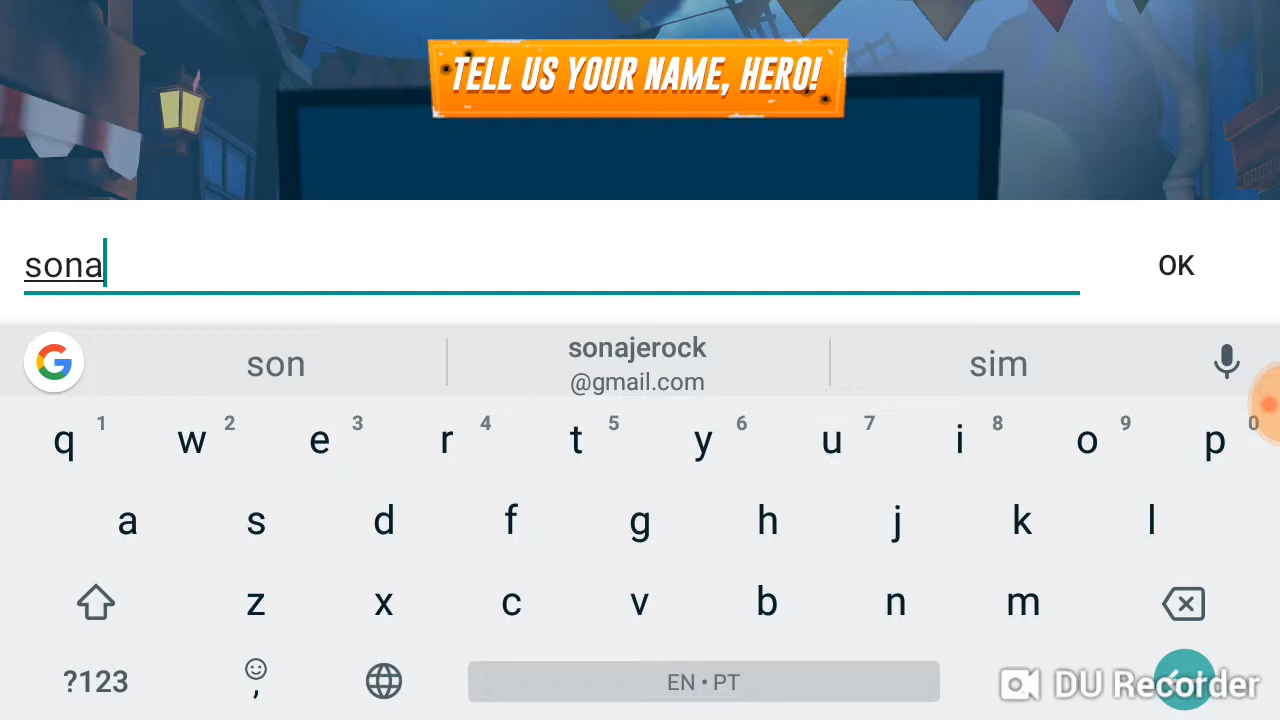 TELL US YOUR NAME, HERO!
sona
OK
son
sonajerock
@gmail.com
sim
q 1 w 2 e 3 r 4 t 5 y 6 u 7 i 8 o 9 p 0
a s d f g h j k l
z x c v b n m
?123 , EN • PT
DU Recorder